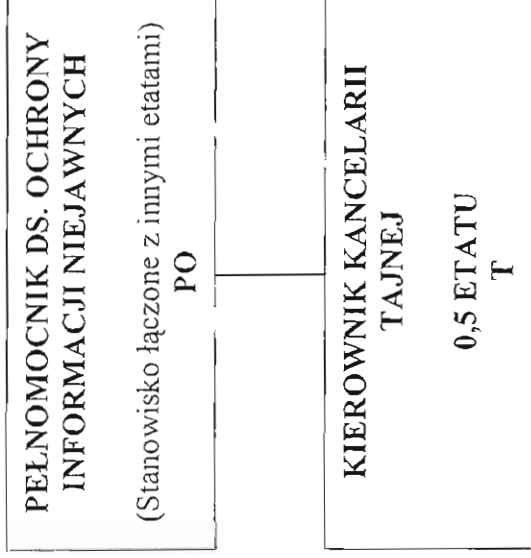 PEŁNOMOCNIK DS. OCHRONY
INFORMACJI NIEJAWNYCH
(Stanowisko łączone z innymi etatami)
PO
KIEROWNIK KANCELARII
TAJNEJ
0,5 ETATU
T